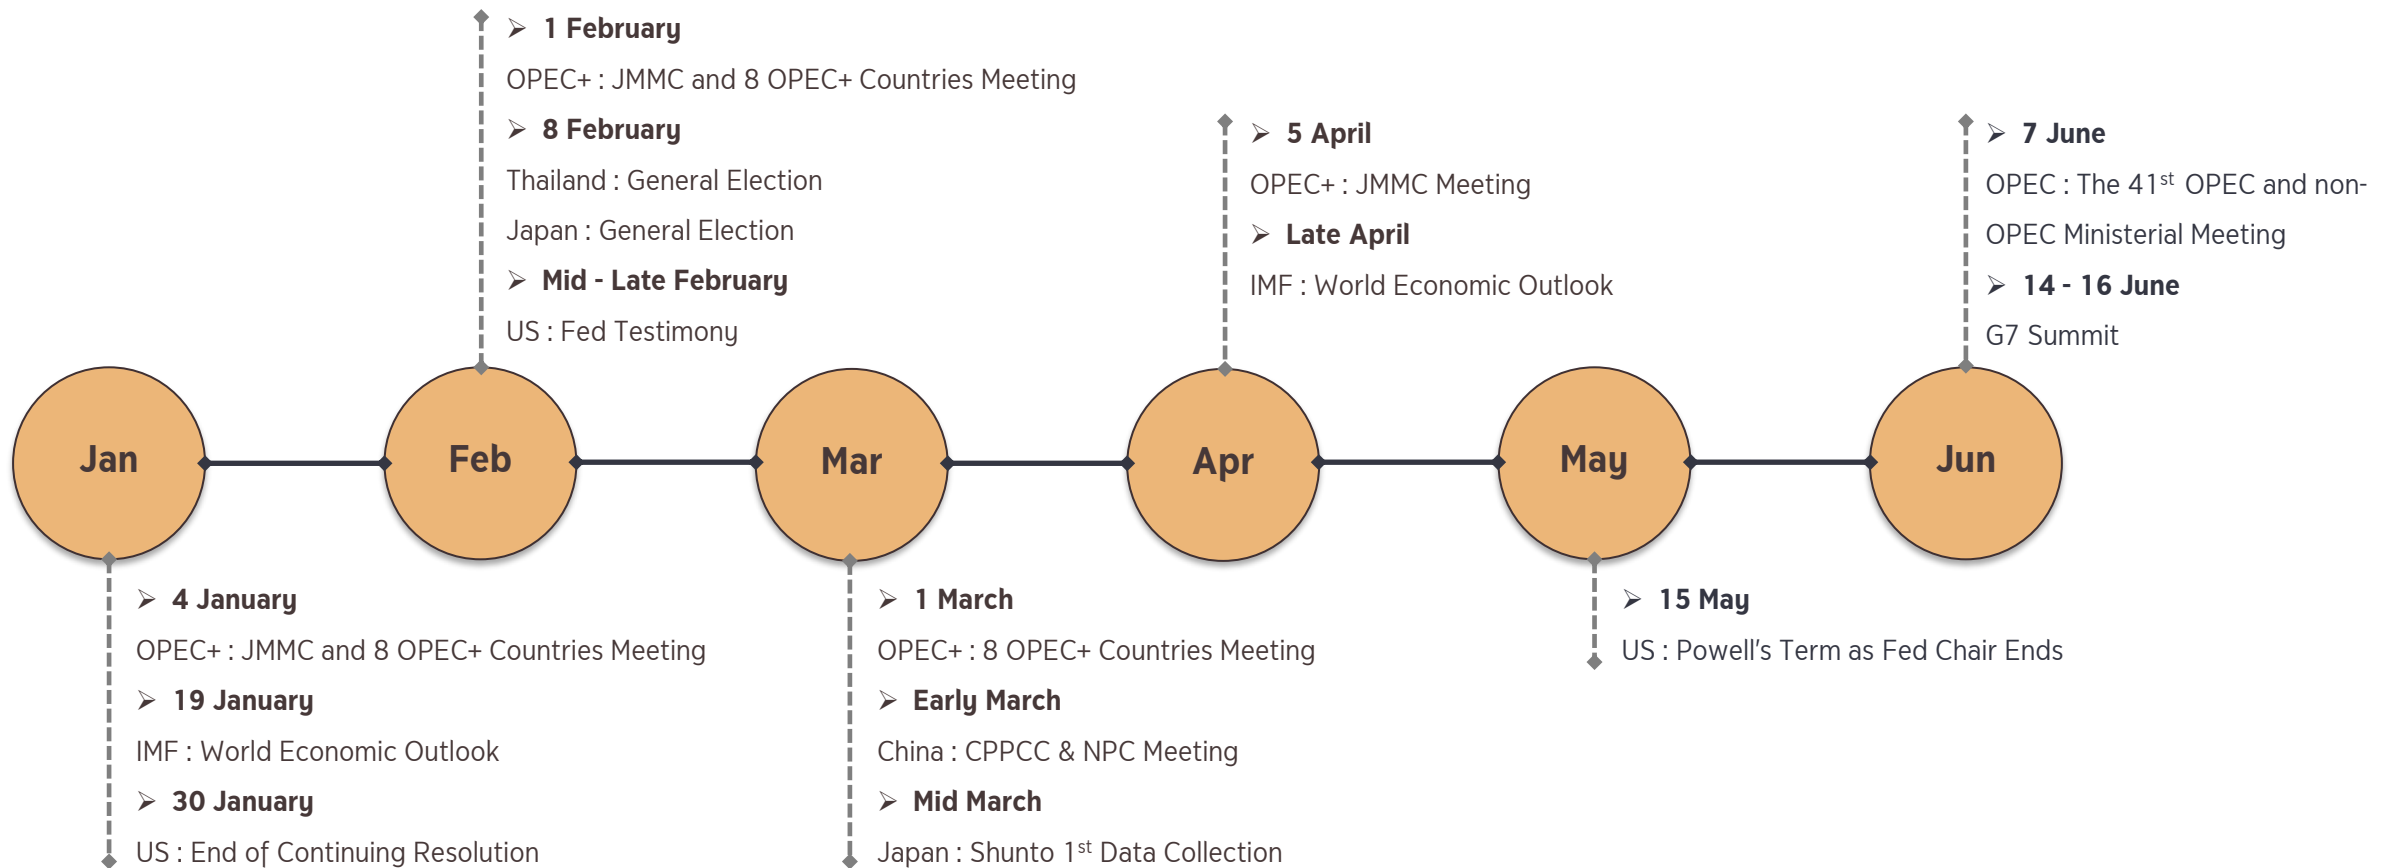 Jan
➢ 4 January
OPEC+ : JMMC and 8 OPEC+ Countries Meeting
➢ 19 January
IMF : World Economic Outlook
➢ 30 January
US : End of Continuing Resolution
Feb
➢ 1 February
OPEC+ : JMMC and 8 OPEC+ Countries Meeting
➢ 8 February
Thailand : General Election
Japan : General Election
➢ Mid - Late February
US : Fed Testimony
Mar
➢ 1 March
OPEC+ : 8 OPEC+ Countries Meeting
➢ Early March
China : CPPCC & NPC Meeting
➢ Mid March
Japan : Shunto 1st Data Collection
Apr
➢ 5 April
OPEC+ : JMMC Meeting
➢ Late April
IMF : World Economic Outlook
May
➢ 15 May
US : Powell's Term as Fed Chair Ends
Jun
➢ 7 June
OPEC : The 41st OPEC and non-
OPEC Ministerial Meeting
➢ 14 - 16 June
G7 Summit